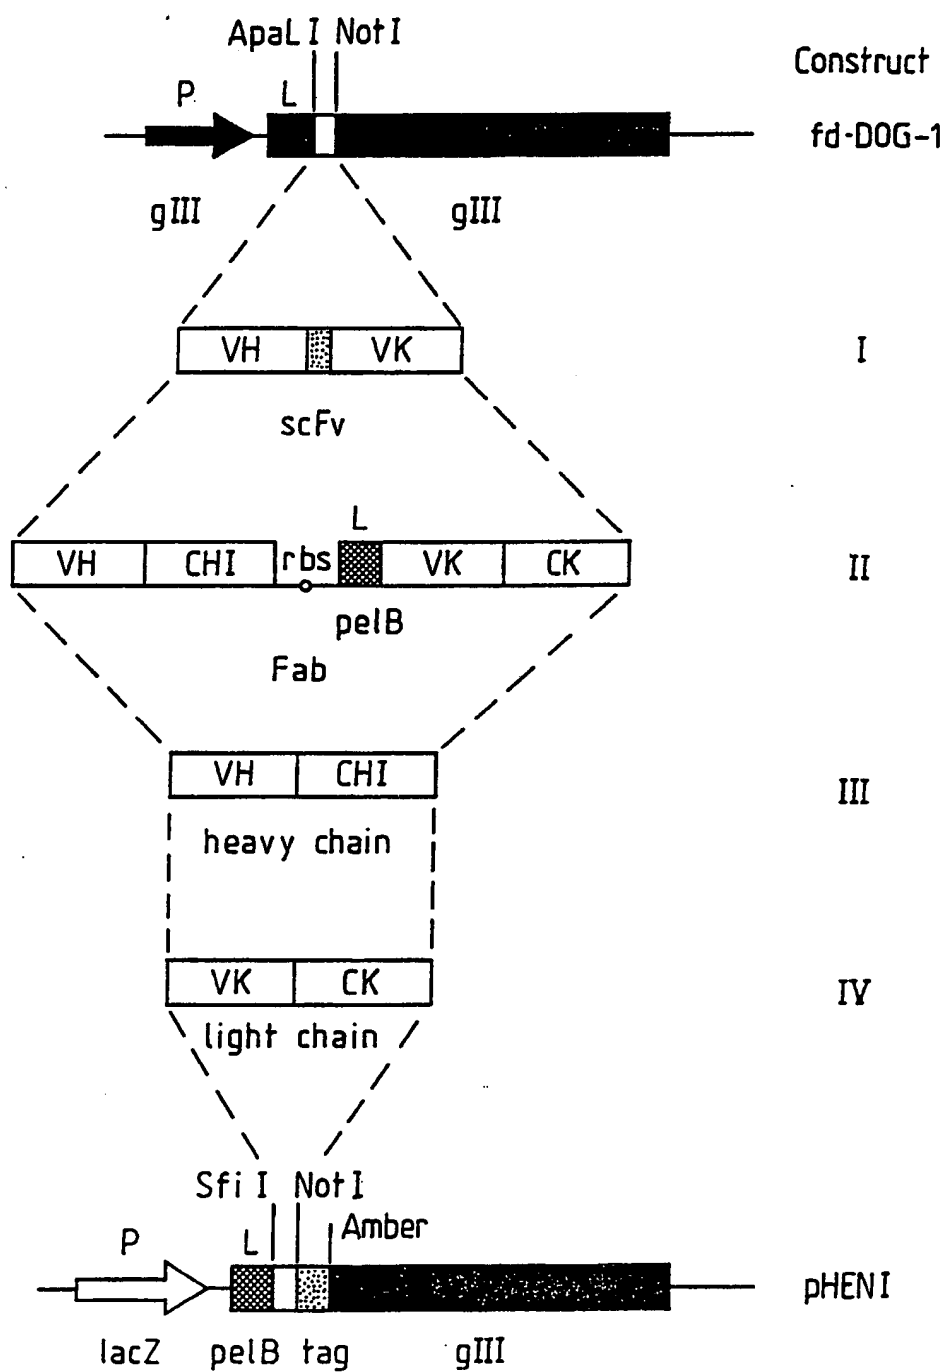 ApaL I Not I
Construct
P L
fd-DOG-1
gIII gIII
VH VK I
scFv
L
VH CHI rbs VK CK II
pelB
Fab
VH CHI III
heavy chain
VK CK IV
light chain
Sfi I Not I
Amber
P L
pHEN I
lacZ pelB tag gIII